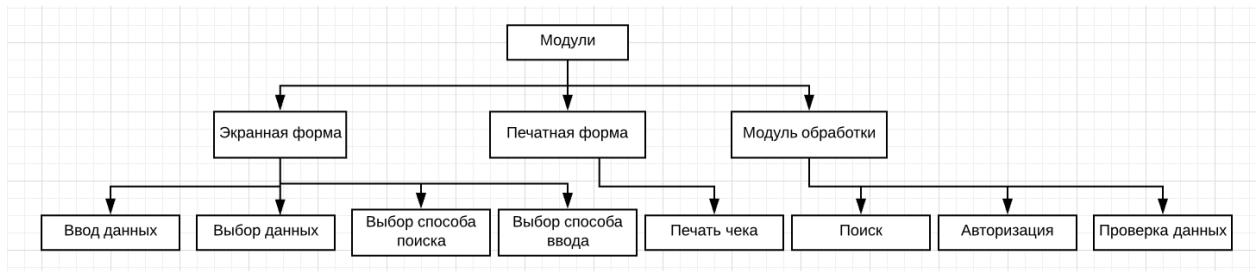 Модули
Экранная форма
Печатная форма
Модуль обработки
Ввод данных
Выбор данных
Выбор способа
поиска
Выбор способа
ввода
Печать чека
Поиск
Авторизация
Проверка данных